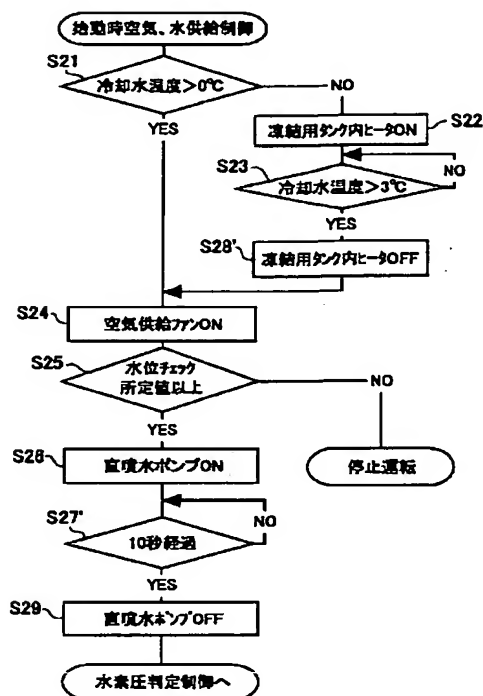 始動時空気、水供給制御
S21
冷却水温度>0℃
NO
YES
凍結用タンク内ヒータON
S22
S23
冷却水温度>3℃
NO
YES
S28'
凍結用タンク内ヒータOFF
S24
空気供給ファンON
S25
水位チェック
所定値以上
NO
YES
停止運転
S26
直噴水ポンプON
S27'
10秒経過
NO
YES
S29
直噴水ポンプOFF
水素圧判定制御へ